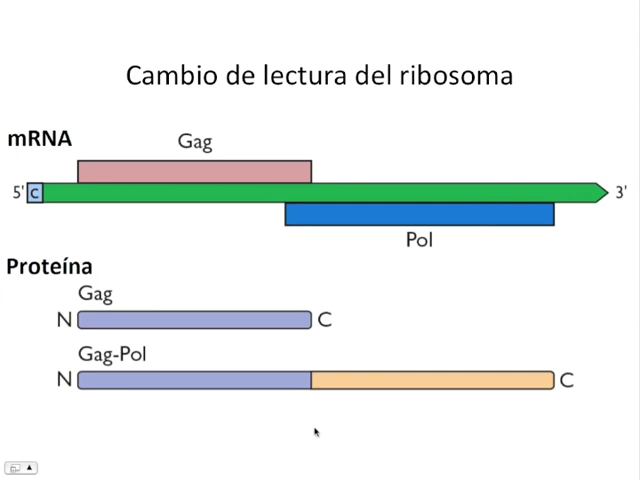 Cambio de lectura del ribosoma
mRNA
Gag
5' C 3'
Pol
Proteína
Gag
N C
Gag-Pol
N C